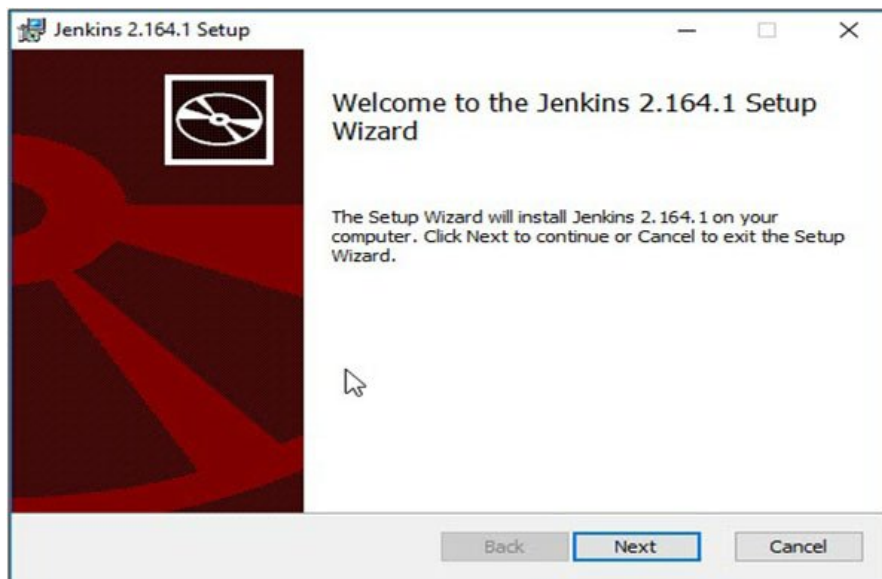 Jenkins 2.164.1 Setup
Welcome to the Jenkins 2.164.1 Setup
Wizard
The Setup Wizard will install Jenkins 2.164.1 on your
computer. Click Next to continue or Cancel to exit the Setup
Wizard.
Back Next Cancel